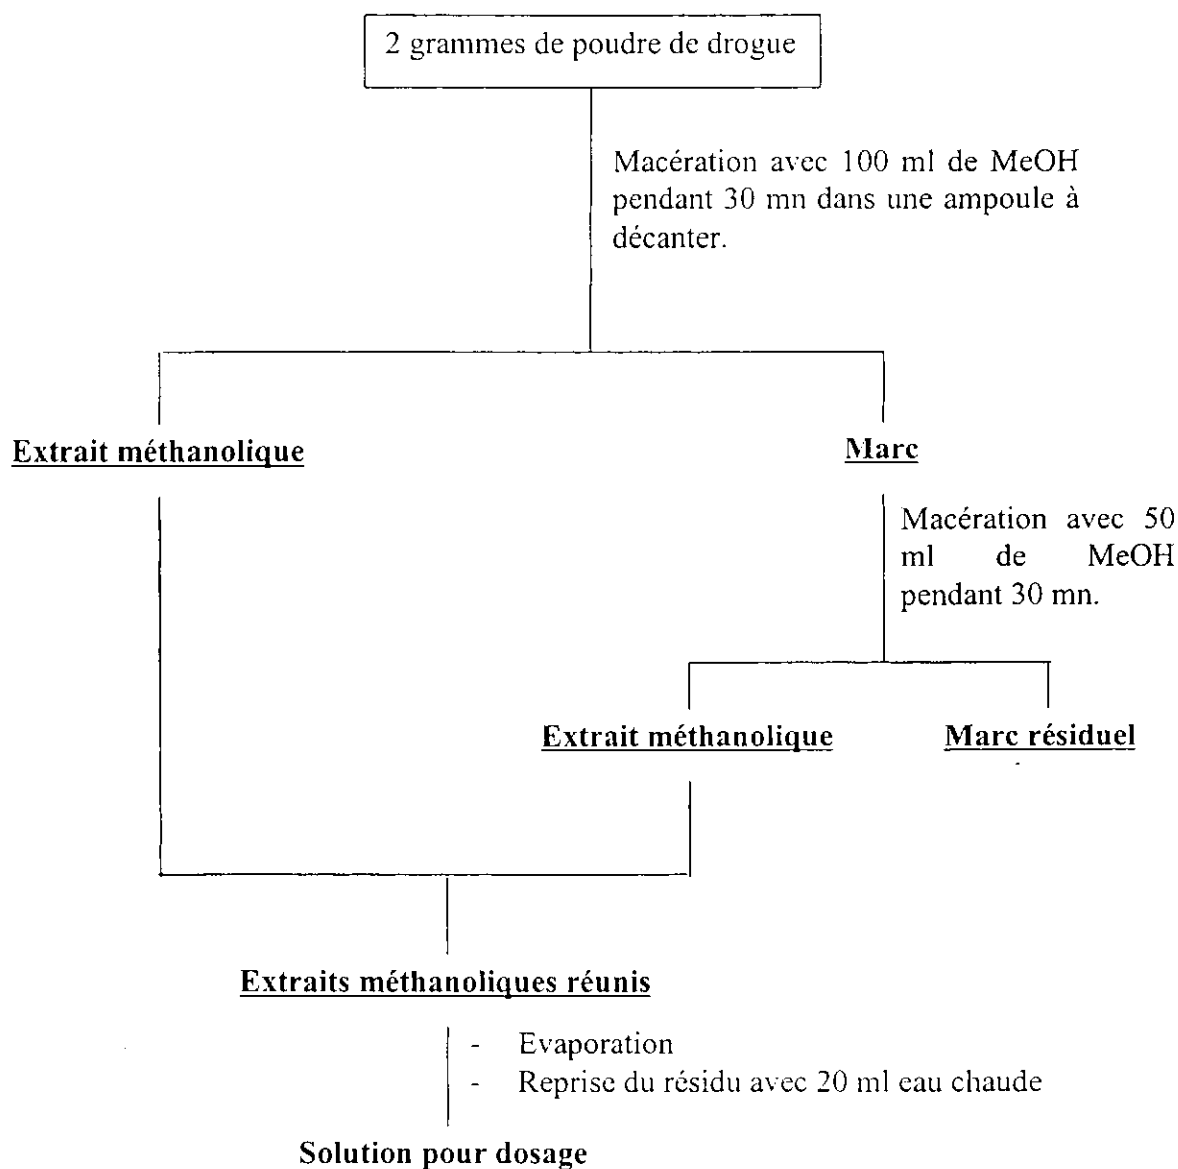 2 grammes de poudre de drogue
Macération avec 100 ml de MeOH
pendant 30 mn dans une ampoule à
décanter.
Extrait méthanolique
Marc
Macération avec 50
ml de MeOH
pendant 30 mn.
Extrait méthanolique
Marc résiduel
Extraits méthanoliques réunis
- Evaporation
- Reprise du résidu avec 20 ml eau chaude
Solution pour dosage